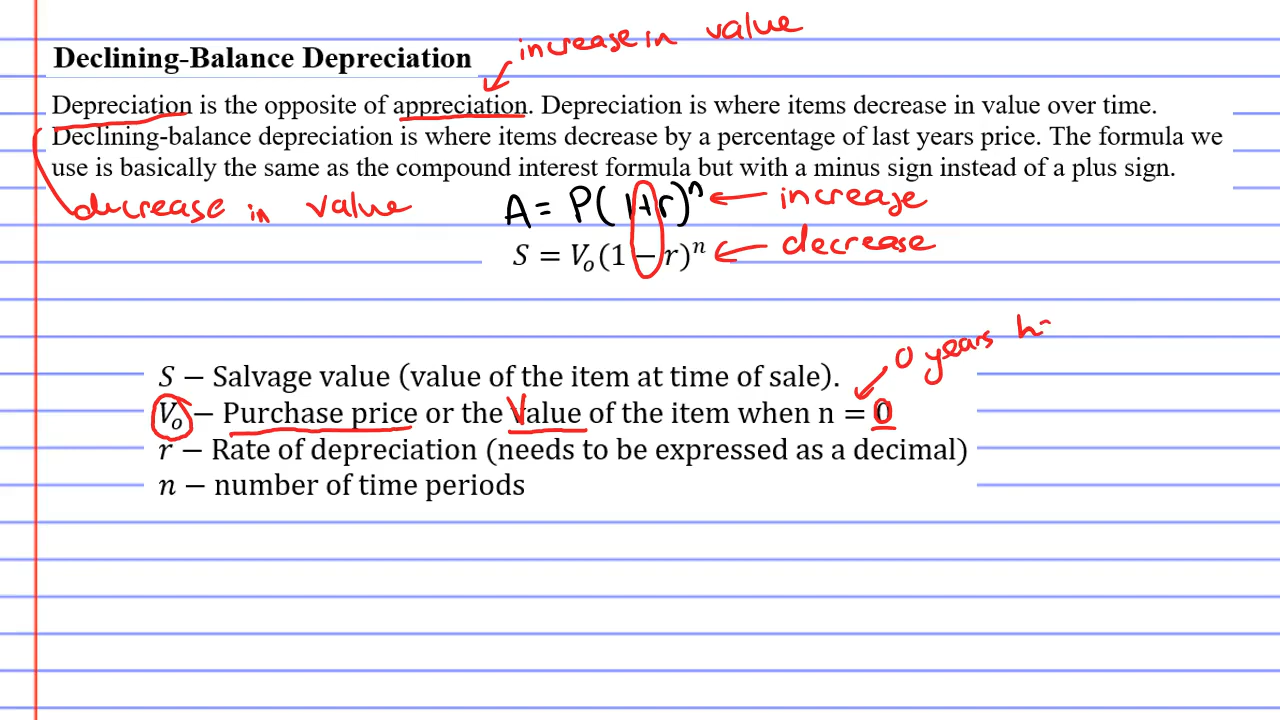 increase in value
Declining-Balance Depreciation
Depreciation is the opposite of appreciation. Depreciation is where items decrease in value over time.
Declining-balance depreciation is where items decrease by a percentage of last years price. The formula we
use is basically the same as the compound interest formula but with a minus sign instead of a plus sign.
decrease in value
A = P(1+r)ⁿ ← increase
S = Vₒ(1 − r)ⁿ ← decrease
0 years
S − Salvage value (value of the item at time of sale).
Vₒ − Purchase price or the Value of the item when n = 0
r − Rate of depreciation (needs to be expressed as a decimal)
n − number of time periods